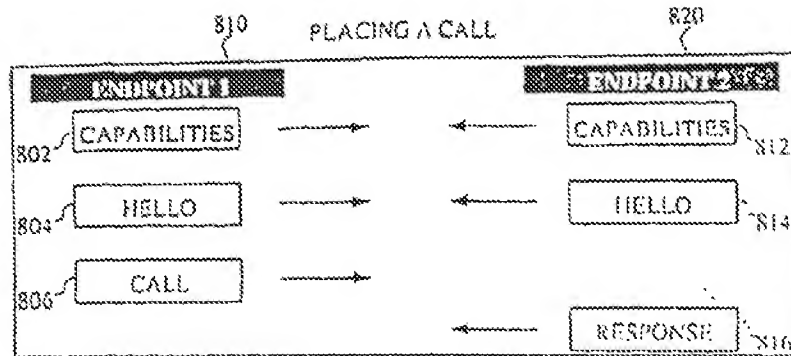 810 PLACING A CALL 820
ENDPOINT 1 ENDPOINT 2
802 CAPABILITIES CAPABILITIES 812
804 HELLO HELLO 814
806 CALL
RESPONSE 816